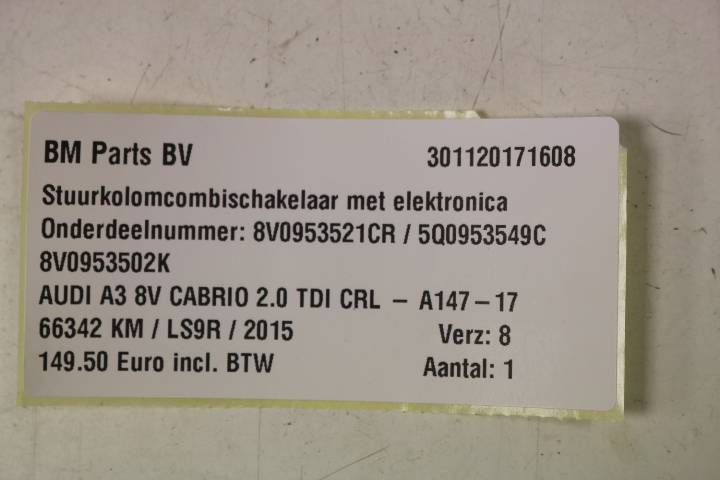 BM Parts BV 301120171608
Stuurkolomcombischakelaar met elektronica
Onderdeelnummer: 8V0953521CR / 5Q0953549C
8V0953502K
AUDI A3 8V CABRIO 2.0 TDI CRL – A147 – 17
66342 KM / LS9R / 2015 Verz: 8
149.50 Euro incl. BTW Aantal: 1